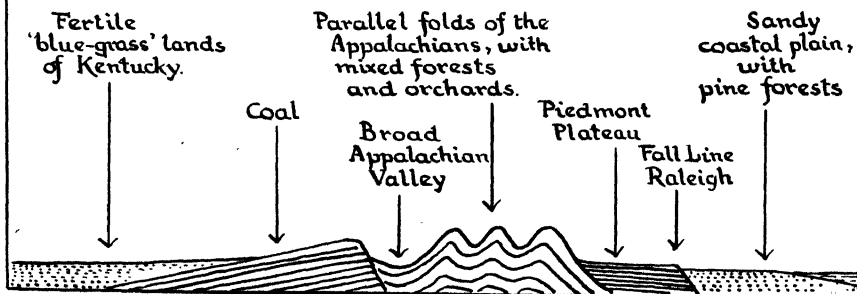 Fertile
'blue-grass' lands
of Kentucky.
Coal
Parallel folds of the
Appalachians, with
mixed forests
and orchards.
Broad
Appalachian
Valley
Piedmont
Plateau
Fall Line
Raleigh
Sandy
coastal plain,
with
pine forests